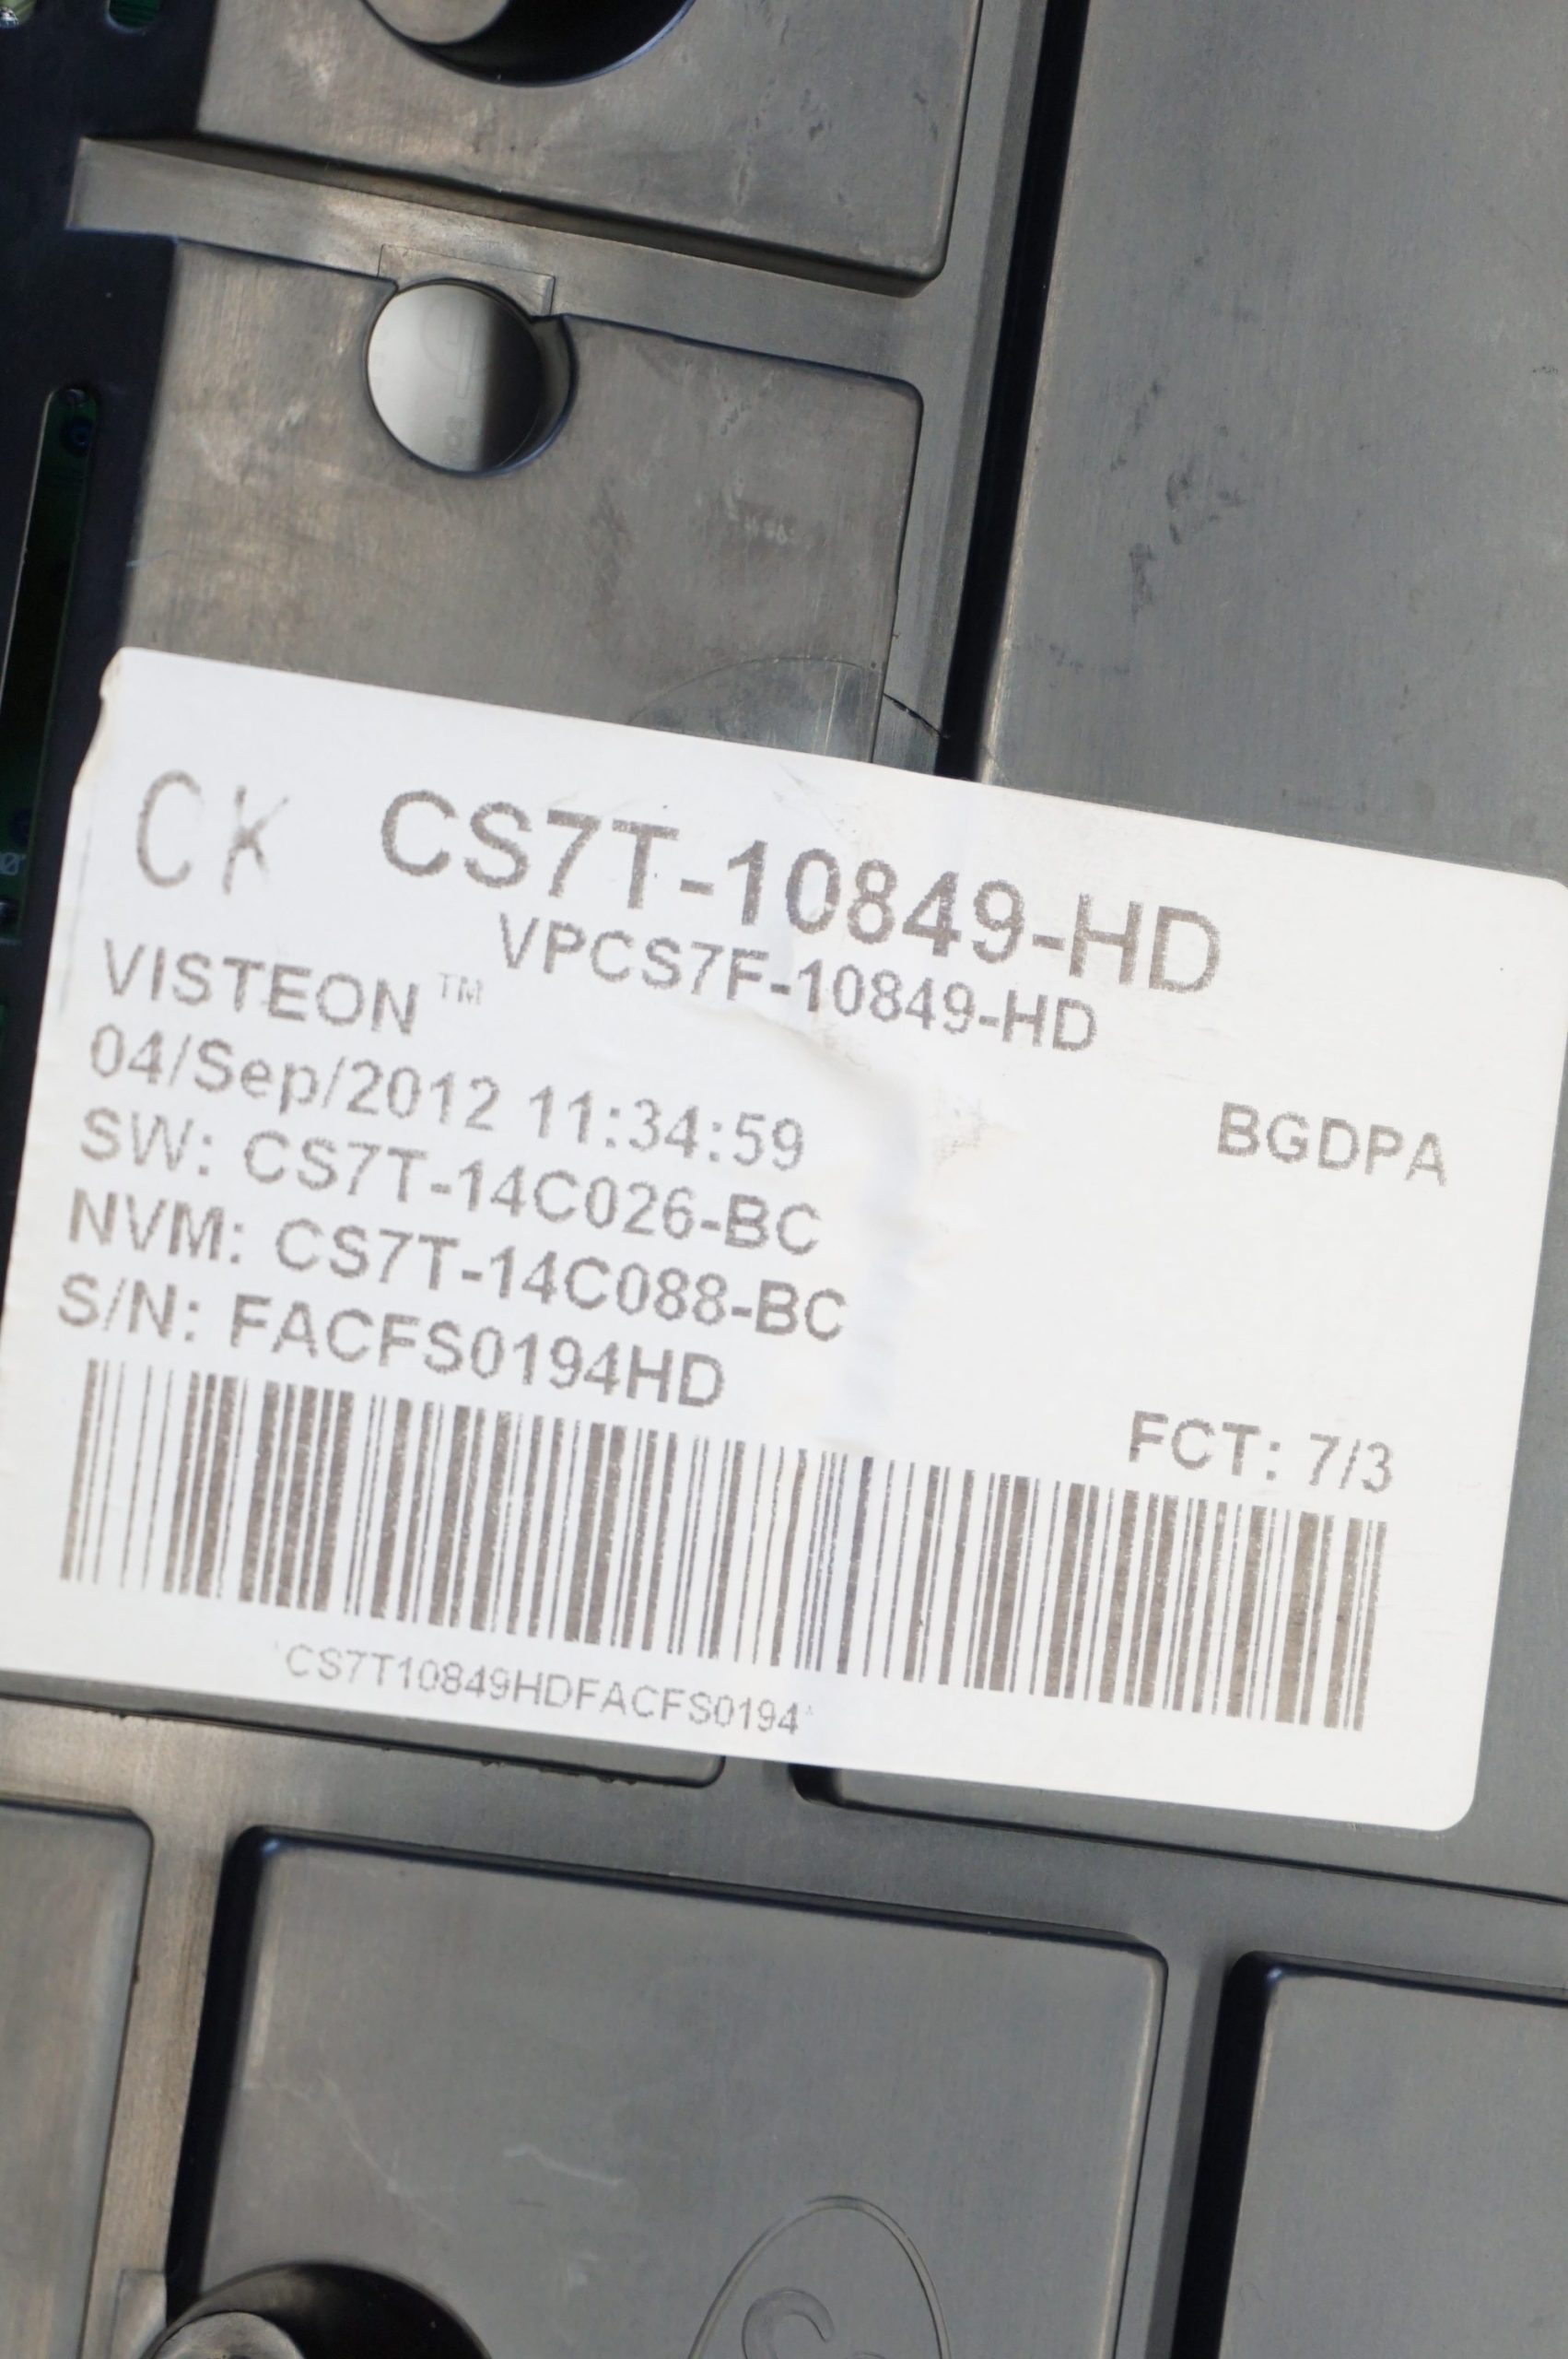 CK CS7T-10849-HD
VPCS7F-10849-HD
VISTEON™
04/Sep/2012 11:34:59
BGDPA
SW: CS7T-14C026-BC
NVM: CS7T-14C088-BC
S/N: FACFS0194HD
FCT: 7/3
*CS7T10849HDFACFS0194*